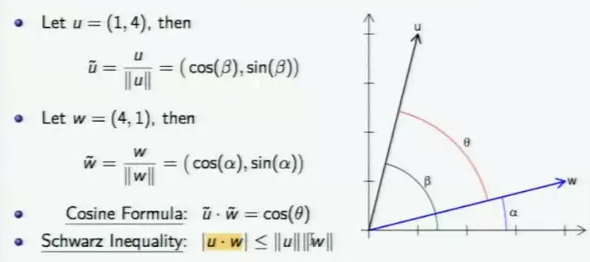 Let u = (1, 4), then
ũ = u / ‖u‖ = ( cos(β), sin(β))
Let w = (4, 1), then
w̃ = w / ‖w‖ = ( cos(α), sin(α))
Cosine Formula: ũ · w̃ = cos(θ)
Schwarz Inequality: |u · w| ≤ ‖u‖‖w‖
u
θ
β
w
α